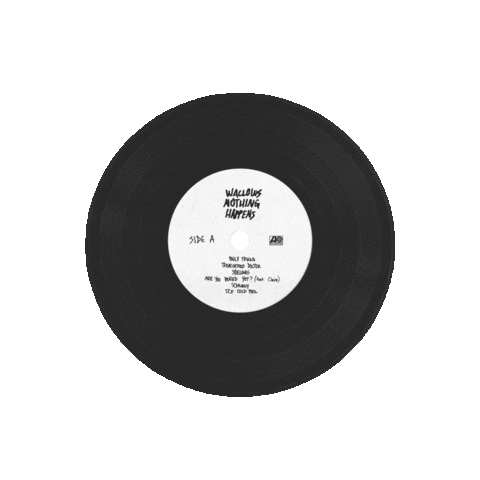 WALLOWS
NOTHING
HAPPENS
SIDE A
ONLY FRIEND
TREACHEROUS DOCTOR
SIDELINES
ARE YOU BORED YET? (feat. Clairo)
SCRAWNY
ICE COLD POOL